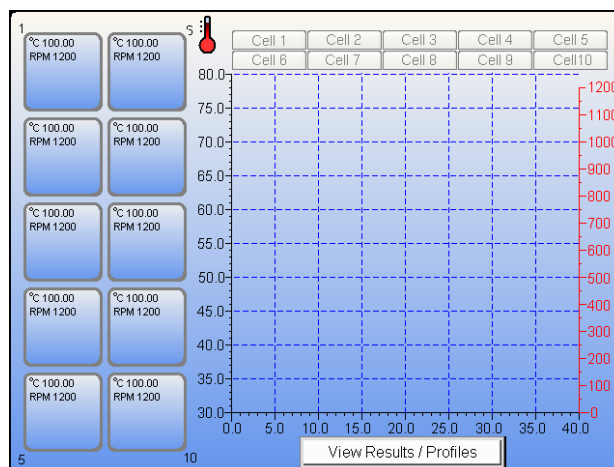 1
S
°C 100.00
RPM 1200
°C 100.00
RPM 1200
°C 100.00
RPM 1200
°C 100.00
RPM 1200
°C 100.00
RPM 1200
°C 100.00
RPM 1200
°C 100.00
RPM 1200
°C 100.00
RPM 1200
°C 100.00
RPM 1200
°C 100.00
RPM 1200
5
10
Cell 1 Cell 2 Cell 3 Cell 4 Cell 5
Cell 6 Cell 7 Cell 8 Cell 9 Cell10
80.0
75.0
70.0
65.0
60.0
55.0
50.0
45.0
40.0
35.0
30.0
1200
1100
1000
900
800
700
600
500
400
300
200
100
0
0.0 5.0 10.0 15.0 20.0 25.0 30.0 35.0 40.0
View Results / Profiles